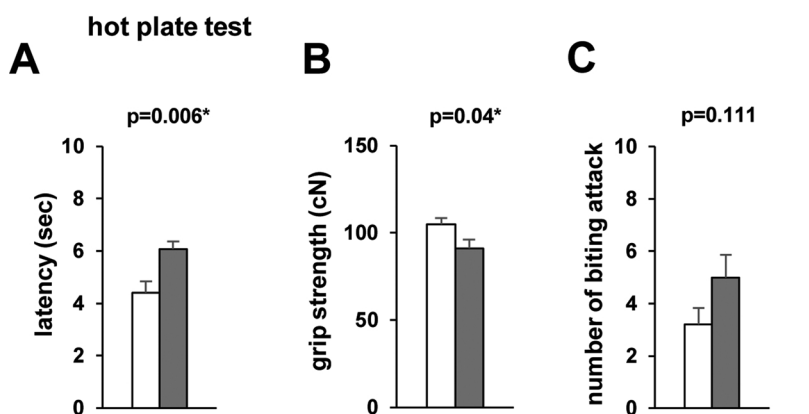 hot plate test
A
p=0.006*
latency (sec)
10
8
6
4
2
0
B
p=0.04*
grip strength (cN)
150
100
50
0
C
p=0.111
number of biting attack
10
8
6
4
2
0